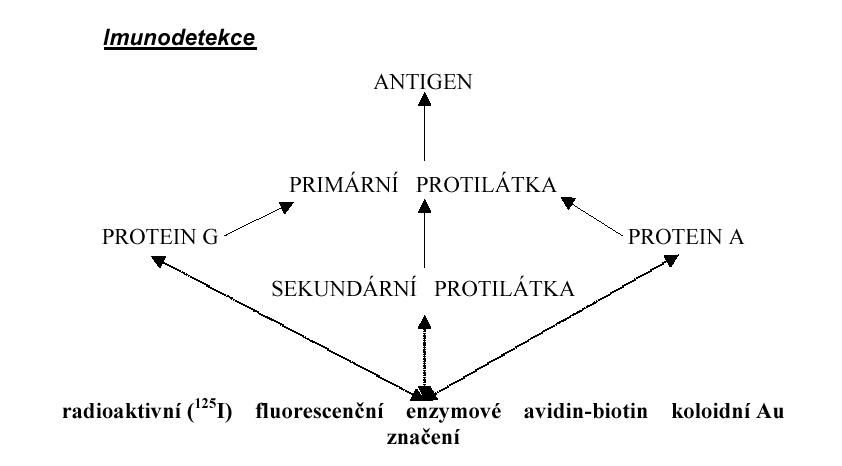 Imunodetekce
ANTIGEN
PRIMÁRNÍ PROTILÁTKA
PROTEIN G
PROTEIN A
SEKUNDÁRNÍ PROTILÁTKA
radioaktivní (¹²⁵I) fluorescenční enzymové avidin-biotin koloidní Au
značení